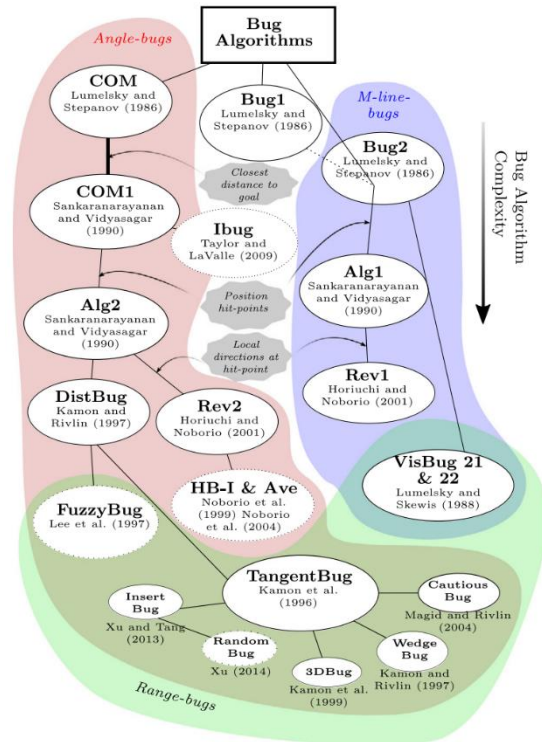 Bug
Algorithms
Angle-bugs
M-line-
bugs
COM
Lumelsky and
Stepanov (1986)
Bug1
Lumelsky and
Stepanov (1986)
Bug2
Lumelsky and
Stepanov
(1986)
Bug Algorithm
Complexity
Closest
distance to
goal
COM1
Sankaranarayanan
and Vidyasagar
(1990)
Ibug
Taylor and
LaValle (2009)
Alg1
Sankaranarayanan
and Vidyasagar
(1990)
Position
hit-points
Alg2
Sankaranarayanan
and Vidyasagar
(1990)
Local
directions at
hit-point
Rev1
Horiuchi and
Noborio (2001)
DistBug
Kamon and
Rivlin (1997)
Rev2
Horiuchi and
Noborio
(2001)
VisBug 21
& 22
Lumelsky and
Skewis (1988)
HB-I & Ave
Noborio et al.
(1999) Noborio
et al. (2004)
FuzzyBug
Lee et al. (1997)
TangentBug
Kamon et al.
(1996)
Cautious
Bug
Magid and Rivlin
(2004)
Insert
Bug
Xu and Tang
(2013)
Random
Bug
Xu (2014)
3DBug
Kamon et al.
(1999)
Wedge
Bug
Kamon and
Rivlin (1997)
Range-bugs